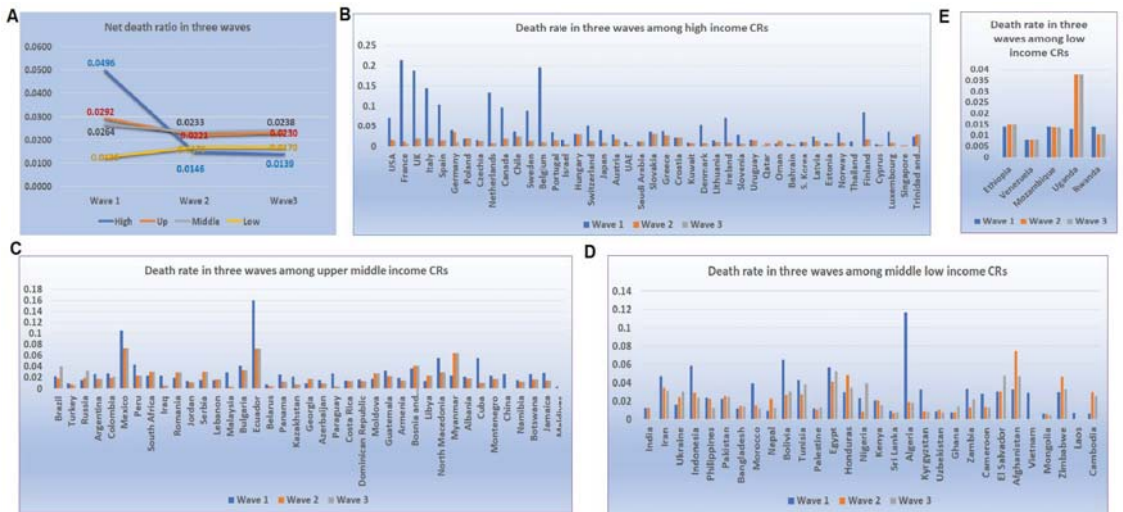 A
Net death ratio in three waves
0.0600
0.0500
0.0400
0.0300
0.0200
0.0100
0.0000
0.0496
0.0292
0.0264
0.0233
0.0221
0.0146
0.0238
0.0230
0.0170
0.0139
Wave 1
Wave 2
Wave3
High
Up
Middle
Low
B
Death rate in three waves among high income CRs
0.25
0.2
0.15
0.1
0.05
0
USA
France
UK
Italy
Spain
Germany
Poland
Czechia
Netherlands
Canada
Chile
Sweden
Belgium
Portugal
Israel
Hungary
Switzerland
Japan
Austria
UAE
Saudi Arabia
Slovakia
Greece
Croatia
Kuwait
Denmark
Lithuania
Ireland
Slovenia
Uruguay
Qatar
Oman
Bahrain
S. Korea
Latvia
Estonia
Norway
Thailand
Finland
Cyprus
Luxembourg
Singapore
Trinidad and...
Wave 1
Wave 2
Wave 3
E
Death rate in three
waves among low
income CRs
0.04
0.035
0.03
0.025
0.02
0.015
0.01
0.005
0
Ethiopia
Venezuela
Mozambique
Uganda
Rwanda
Wave 1
Wave 2
Wave 3
C
Death rate in three waves among upper middle income CRs
0.18
0.16
0.14
0.12
0.1
0.08
0.06
0.04
0.02
0
Brazil
Turkey
Russia
Argentina
Colombia
Mexico
Peru
South Africa
Iraq
Romania
Jordan
Serbia
Lebanon
Malaysia
Bulgaria
Ecuador
Belarus
Panama
Kazakhstan
Georgia
Azerbaijan
Paraguay
Costa Rica
Dominican Republic
Moldova
Guatemala
Armenia
Bosnia and...
Libya
North Macedonia
Myanmar
Albania
Cuba
Montenegro
China
Namibia
Botswana
Jamaica
Maldives
Wave 1
Wave 2
Wave 3
D
Death rate in three waves among middle low income CRs
0.14
0.12
0.1
0.08
0.06
0.04
0.02
0
India
Iran
Ukraine
Indonesia
Philippines
Pakistan
Bangladesh
Morocco
Nepal
Bolivia
Tunisia
Palestine
Egypt
Honduras
Nigeria
Kenya
Sri Lanka
Algeria
Kyrgyzstan
Uzbekistan
Ghana
Zambia
Cameroon
El Salvador
Afghanistan
Vietnam
Mongolia
Zimbabwe
Laos
Cambodia
Wave 1
Wave 2
Wave 3